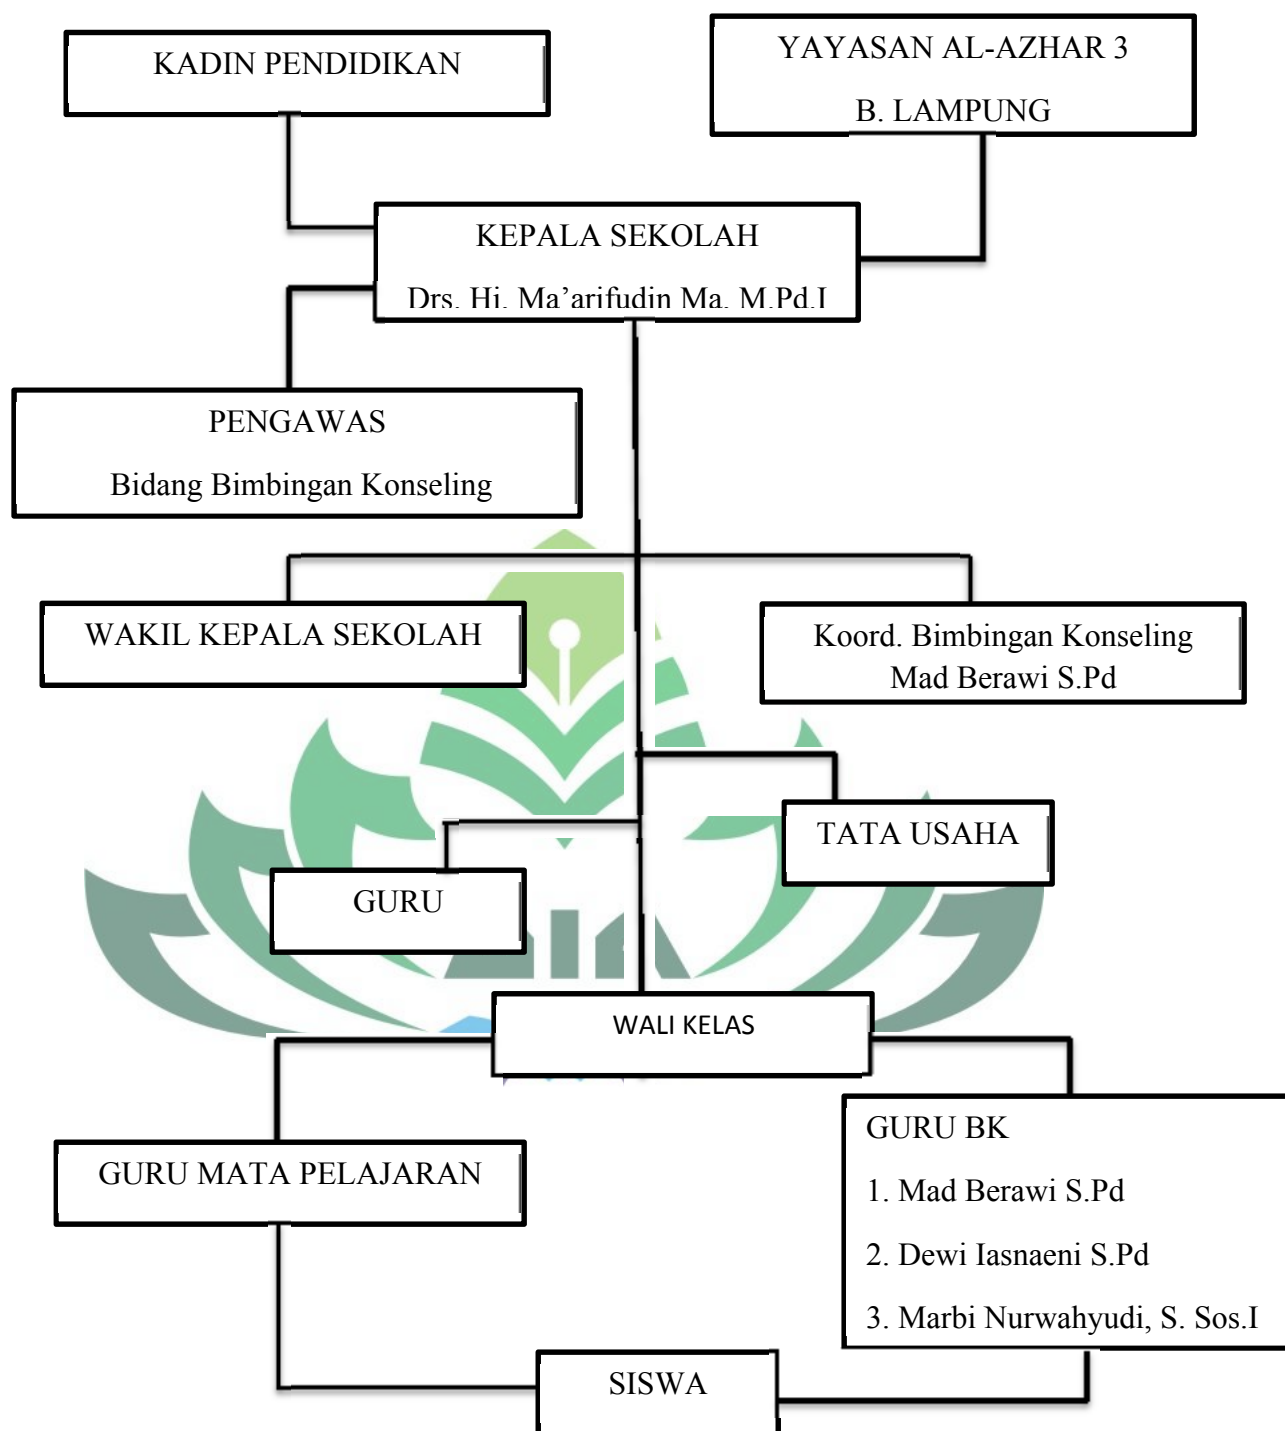 KADIN PENDIDIKAN
YAYASAN AL-AZHAR 3
B. LAMPUNG
KEPALA SEKOLAH
Drs. Hi. Ma’arifudin Ma. M.Pd.I
PENGAWAS
Bidang Bimbingan Konseling
WAKIL KEPALA SEKOLAH
Koord. Bimbingan Konseling
Mad Berawi S.Pd
TATA USAHA
GURU
WALI KELAS
GURU MATA PELAJARAN
GURU BK
1. Mad Berawi S.Pd
2. Dewi Iasnaeni S.Pd
3. Marbi Nurwahyudi, S. Sos.I
SISWA